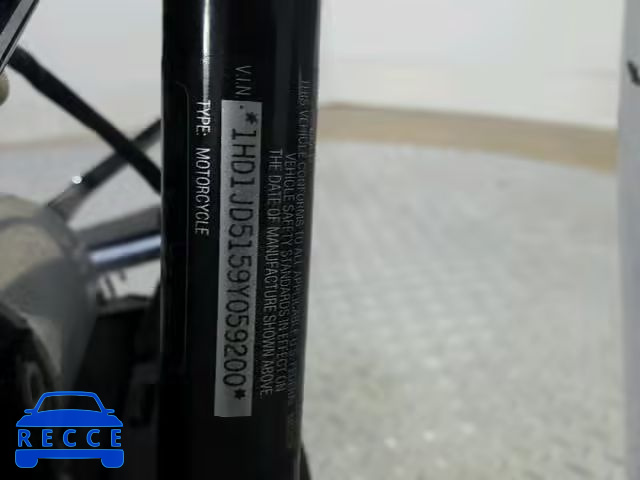 V.I.N.
*1HD1JD5159Y059200*
TYPE: MOTORCYCLE
THIS VEHICLE CONFORMS TO ALL APPLICABLE
VEHICLE SAFETY STANDARDS IN EFFECT ON
THE DATE OF MANUFACTURE SHOWN ABOVE.
RECCE